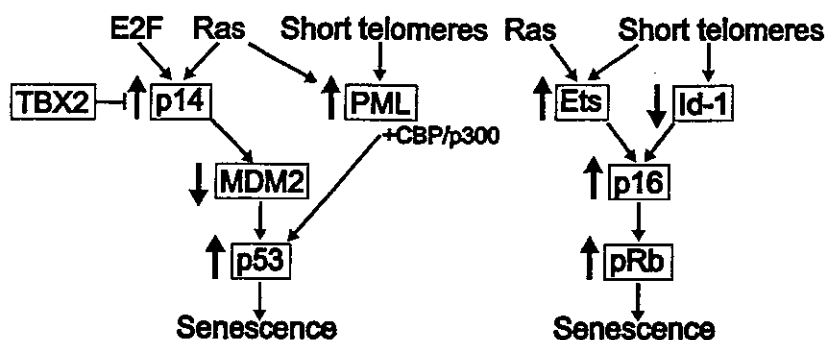 E2F Ras Short telomeres Ras Short telomeres
TBX2 p14 PML Ets Id-1
+CBP/p300
MDM2 p16
p53 pRb
Senescence Senescence